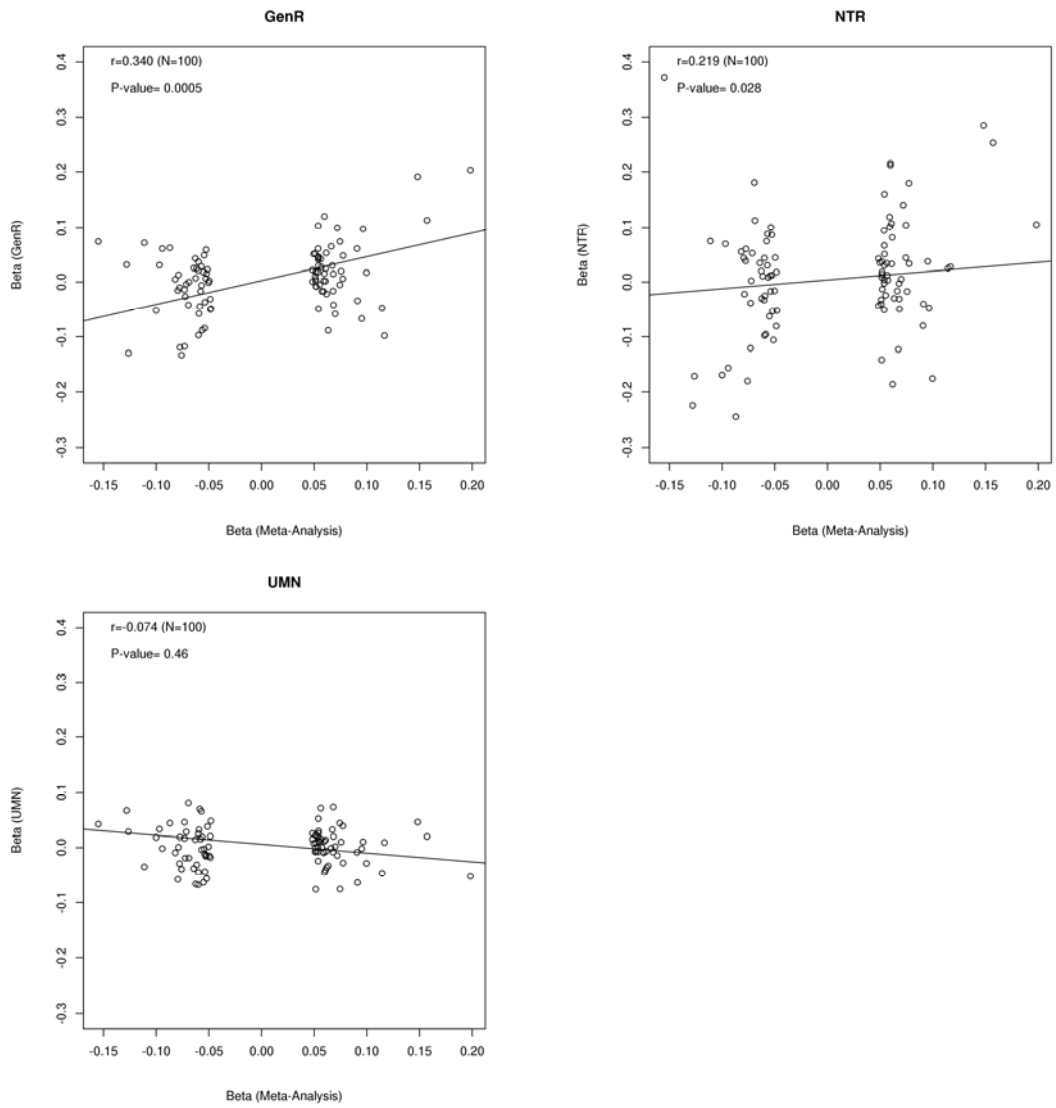 GenR
r=0.340 (N=100)
P-value= 0.0005
Beta (GenR)
0.4
0.3
0.2
0.1
0.0
-0.1
-0.2
-0.3
-0.15 -0.10 -0.05 0.00 0.05 0.10 0.15 0.20
Beta (Meta-Analysis)
NTR
r=0.219 (N=100)
P-value= 0.028
Beta (NTR)
0.4
0.3
0.2
0.1
0.0
-0.1
-0.2
-0.3
-0.15 -0.10 -0.05 0.00 0.05 0.10 0.15 0.20
Beta (Meta-Analysis)
UMN
r=-0.074 (N=100)
P-value= 0.46
Beta (UMN)
0.4
0.3
0.2
0.1
0.0
-0.1
-0.2
-0.3
-0.15 -0.10 -0.05 0.00 0.05 0.10 0.15 0.20
Beta (Meta-Analysis)